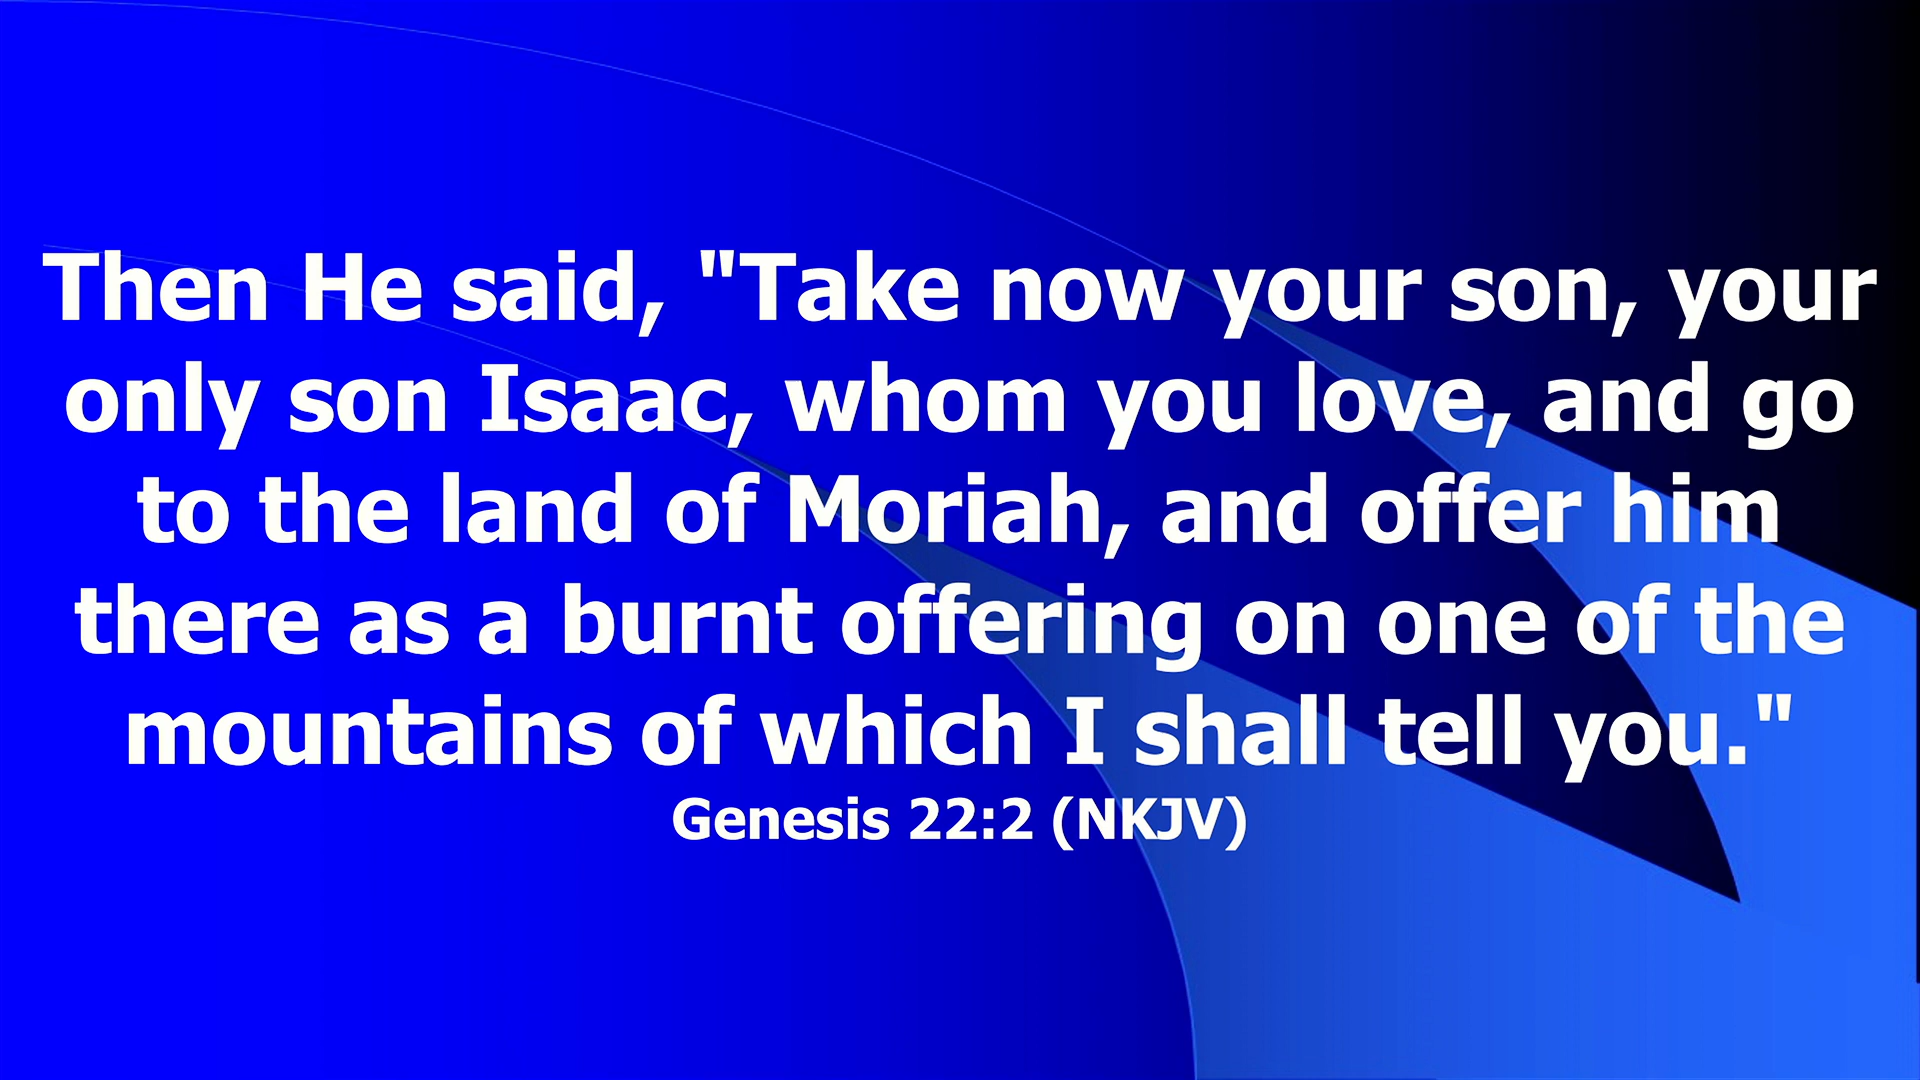 Then He said, "Take now your son, your
only son Isaac, whom you love, and go
to the land of Moriah, and offer him
there as a burnt offering on one of the
mountains of which I shall tell you."
Genesis 22:2 (NKJV)